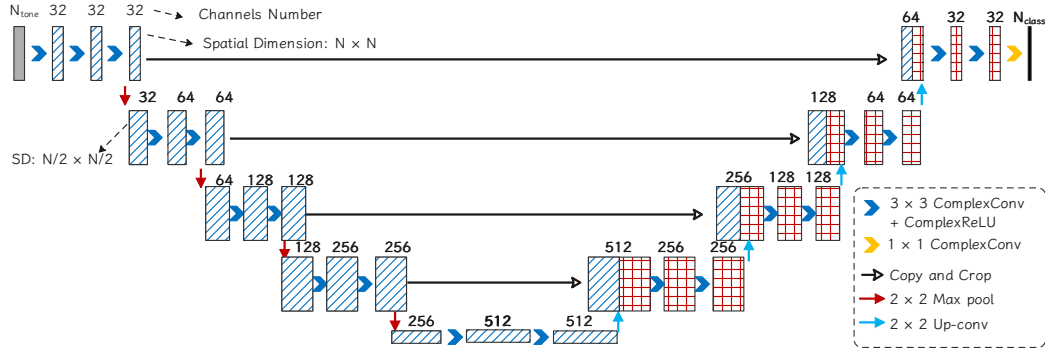 N_tone 32 32 32 Channels Number
Spatial Dimension: N × N
64 32 32 N_class
32 64 64
128 64 64
SD: N/2 × N/2
64 128 128
256 128 128
128 256 256
512 256 256
256 512 512
3 × 3 ComplexConv
+ ComplexReLU
1 × 1 ComplexConv
Copy and Crop
2 × 2 Max pool
2 × 2 Up-conv